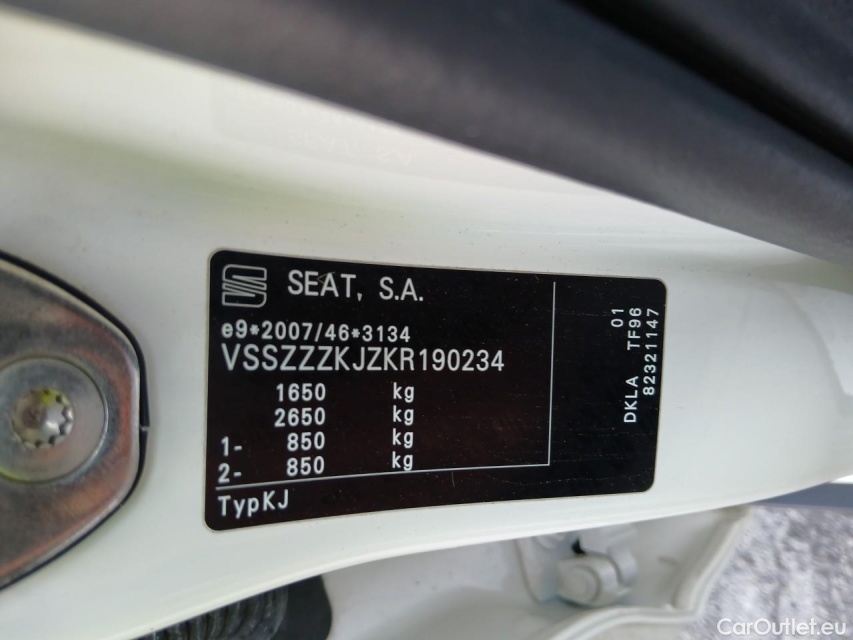 SEAT, S.A.
e9*2007/46*3134
VSSZZZKJZKR190234
1650 kg
2650 kg
1- 850 kg
2- 850 kg
TypKJ
DKLA TF96 01
82321147
CarOutlet.eu